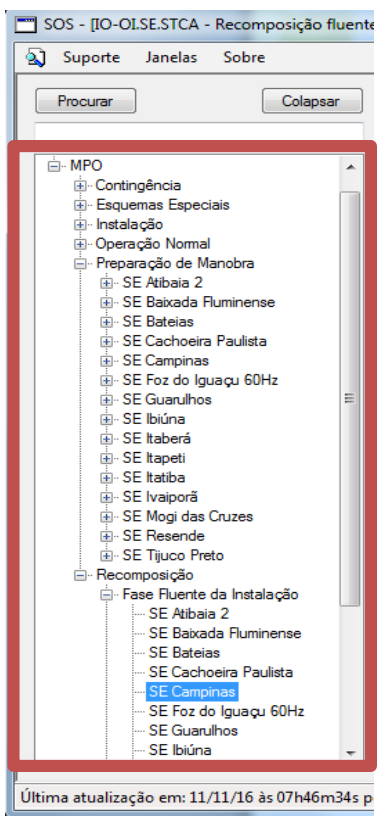 SOS - [IO-OI.SE.STCA - Recomposição fluente
Suporte Janelas Sobre
Procurar Colapsar
MPO
Contingência
Esquemas Especiais
Instalação
Operação Normal
Preparação de Manobra
SE Atibaia 2
SE Baixada Fluminense
SE Bateias
SE Cachoeira Paulista
SE Campinas
SE Foz do Iguaçu 60Hz
SE Guarulhos
SE Ibiúna
SE Itaberá
SE Itapeti
SE Itatiba
SE Ivaiporã
SE Mogi das Cruzes
SE Resende
SE Tijuco Preto
Recomposição
Fase Fluente da Instalação
SE Atibaia 2
SE Baixada Fluminense
SE Bateias
SE Cachoeira Paulista
SE Campinas
SE Foz do Iguaçu 60Hz
SE Guarulhos
SE Ibiúna
Última atualização em: 11/11/16 às 07h46m34s p